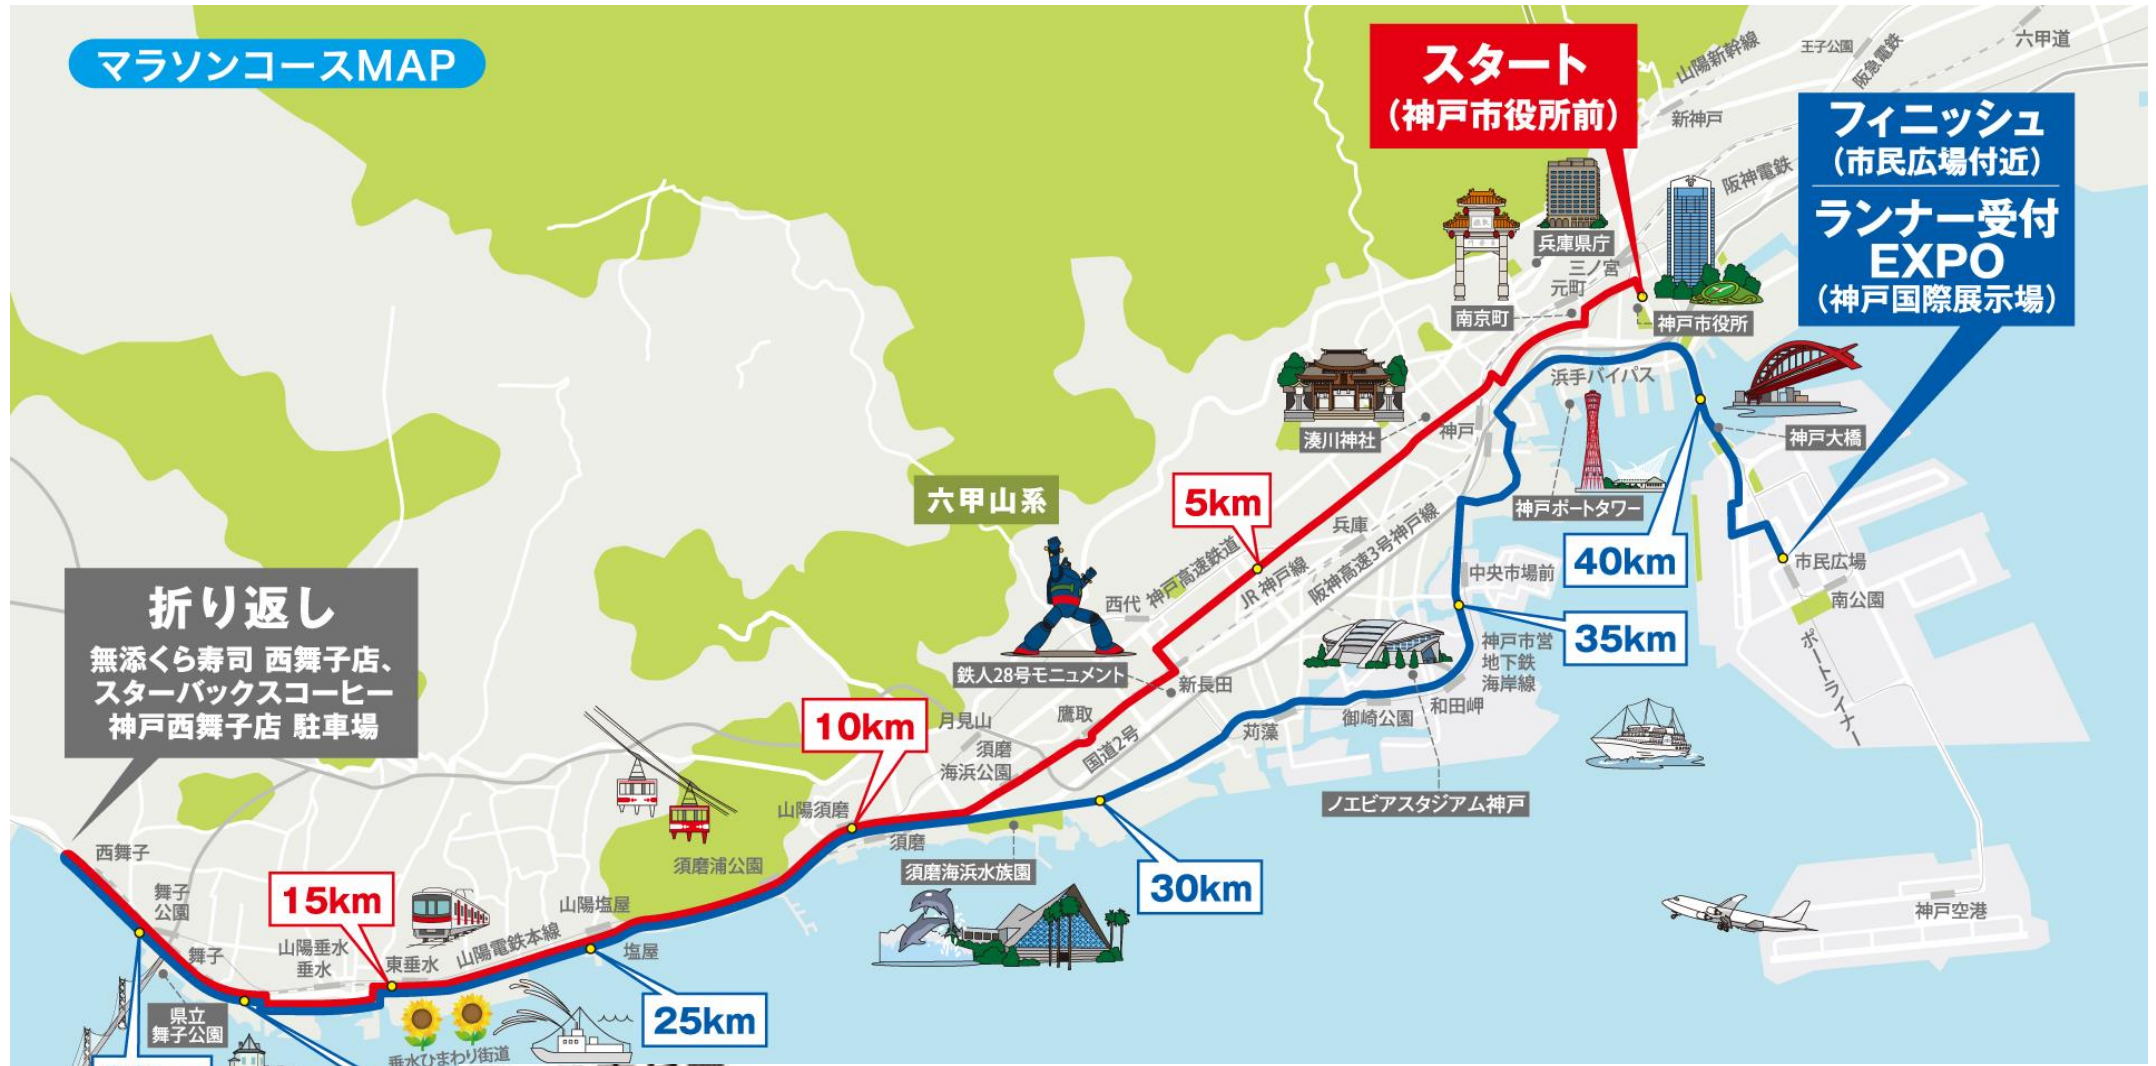 マラソンコースMAP
スタート
(神戸市役所前)
フィニッシュ
(市民広場付近)
ランナー受付
EXPO
(神戸国際展示場)
王子公園
六甲道
阪急電鉄
山陽新幹線
新神戸
阪神電鉄
兵庫県庁
三ノ宮
元町
南京町
神戸市役所
浜手バイパス
湊川神社
神戸
神戸大橋
神戸ポートタワー
六甲山系
5km
兵庫
40km
市民広場
南公園
中央市場前
ポートライナー
35km
神戸市営
地下鉄
海岸線
神戸高速鉄道
JR 神戸線
阪神高速3号神戸線
西代
鉄人28号モニュメント
新長田
和田岬
御崎公園
苅藻
ノエビアスタジアム神戸
折り返し
無添くら寿司 西舞子店、
スターバックスコーヒー
神戸西舞子店 駐車場
10km
月見山
鷹取
須磨
海浜公園
国道2号
山陽須磨
須磨
須磨浦公園
須磨海浜水族園
30km
神戸空港
西舞子
舞子
公園
舞子
15km
山陽垂水
垂水
東垂水
山陽電鉄本線
山陽塩屋
塩屋
25km
県立
舞子公園
垂水ひまわり街道